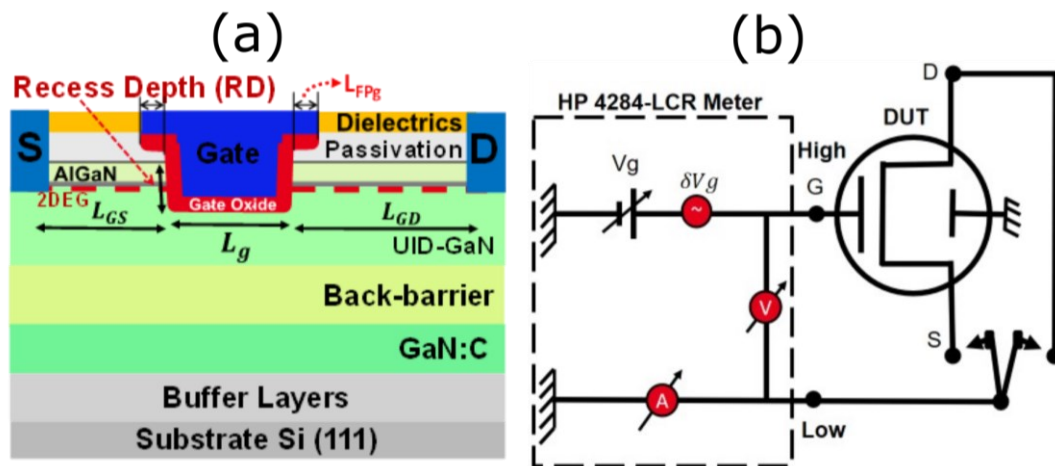 (a)
Recess Depth (RD)
L_FPg
S
Gate
Dielectrics
Passivation
D
AlGaN
2DEG
Gate Oxide
L_GS
L_g
L_GD
UID-GaN
Back-barrier
GaN:C
Buffer Layers
Substrate Si (111)
(b)
HP 4284-LCR Meter
D
DUT
High
Vg
δVg
~
G
V
S
A
Low